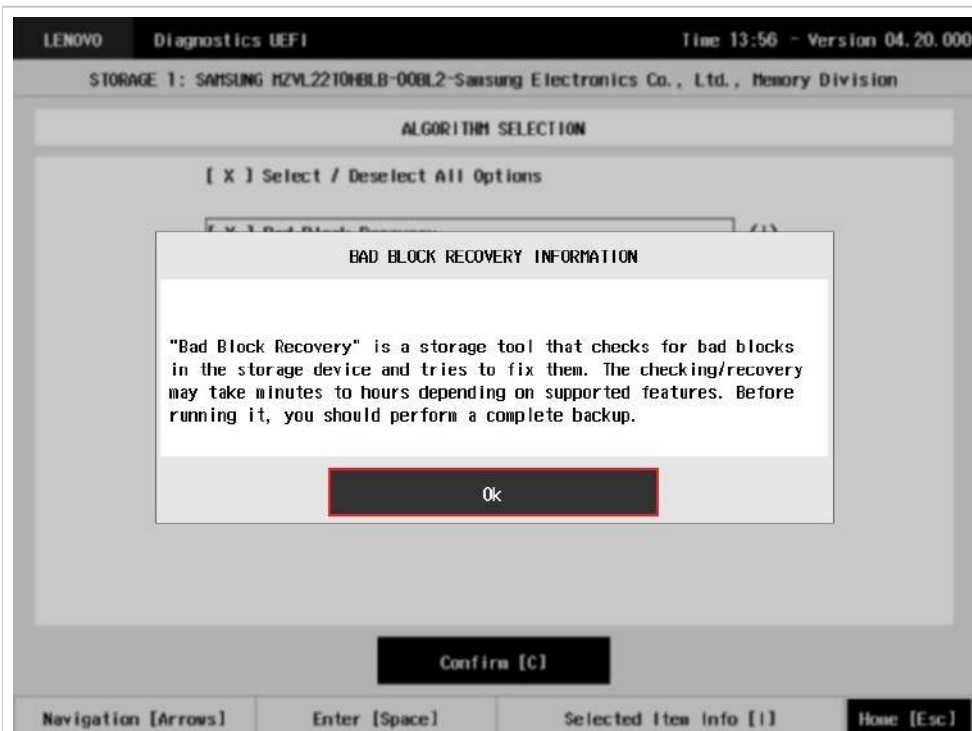 LENOVO Diagnostics UEFI Time 13:56 - Version 04.20.000
STORAGE 1: SAMSUNG MZVL2210HBLB-00BL2-Samsung Electronics Co., Ltd., Memory Division
ALGORITHM SELECTION
[ X ] Select / Deselect All Options
[ X ] Bad Block Recovery (I)
BAD BLOCK RECOVERY INFORMATION
"Bad Block Recovery" is a storage tool that checks for bad blocks
in the storage device and tries to fix them. The checking/recovery
may take minutes to hours depending on supported features. Before
running it, you should perform a complete backup.
Ok
Confirm [C]
Navigation [Arrows] Enter [Space] Selected Item Info [I] Home [Esc]